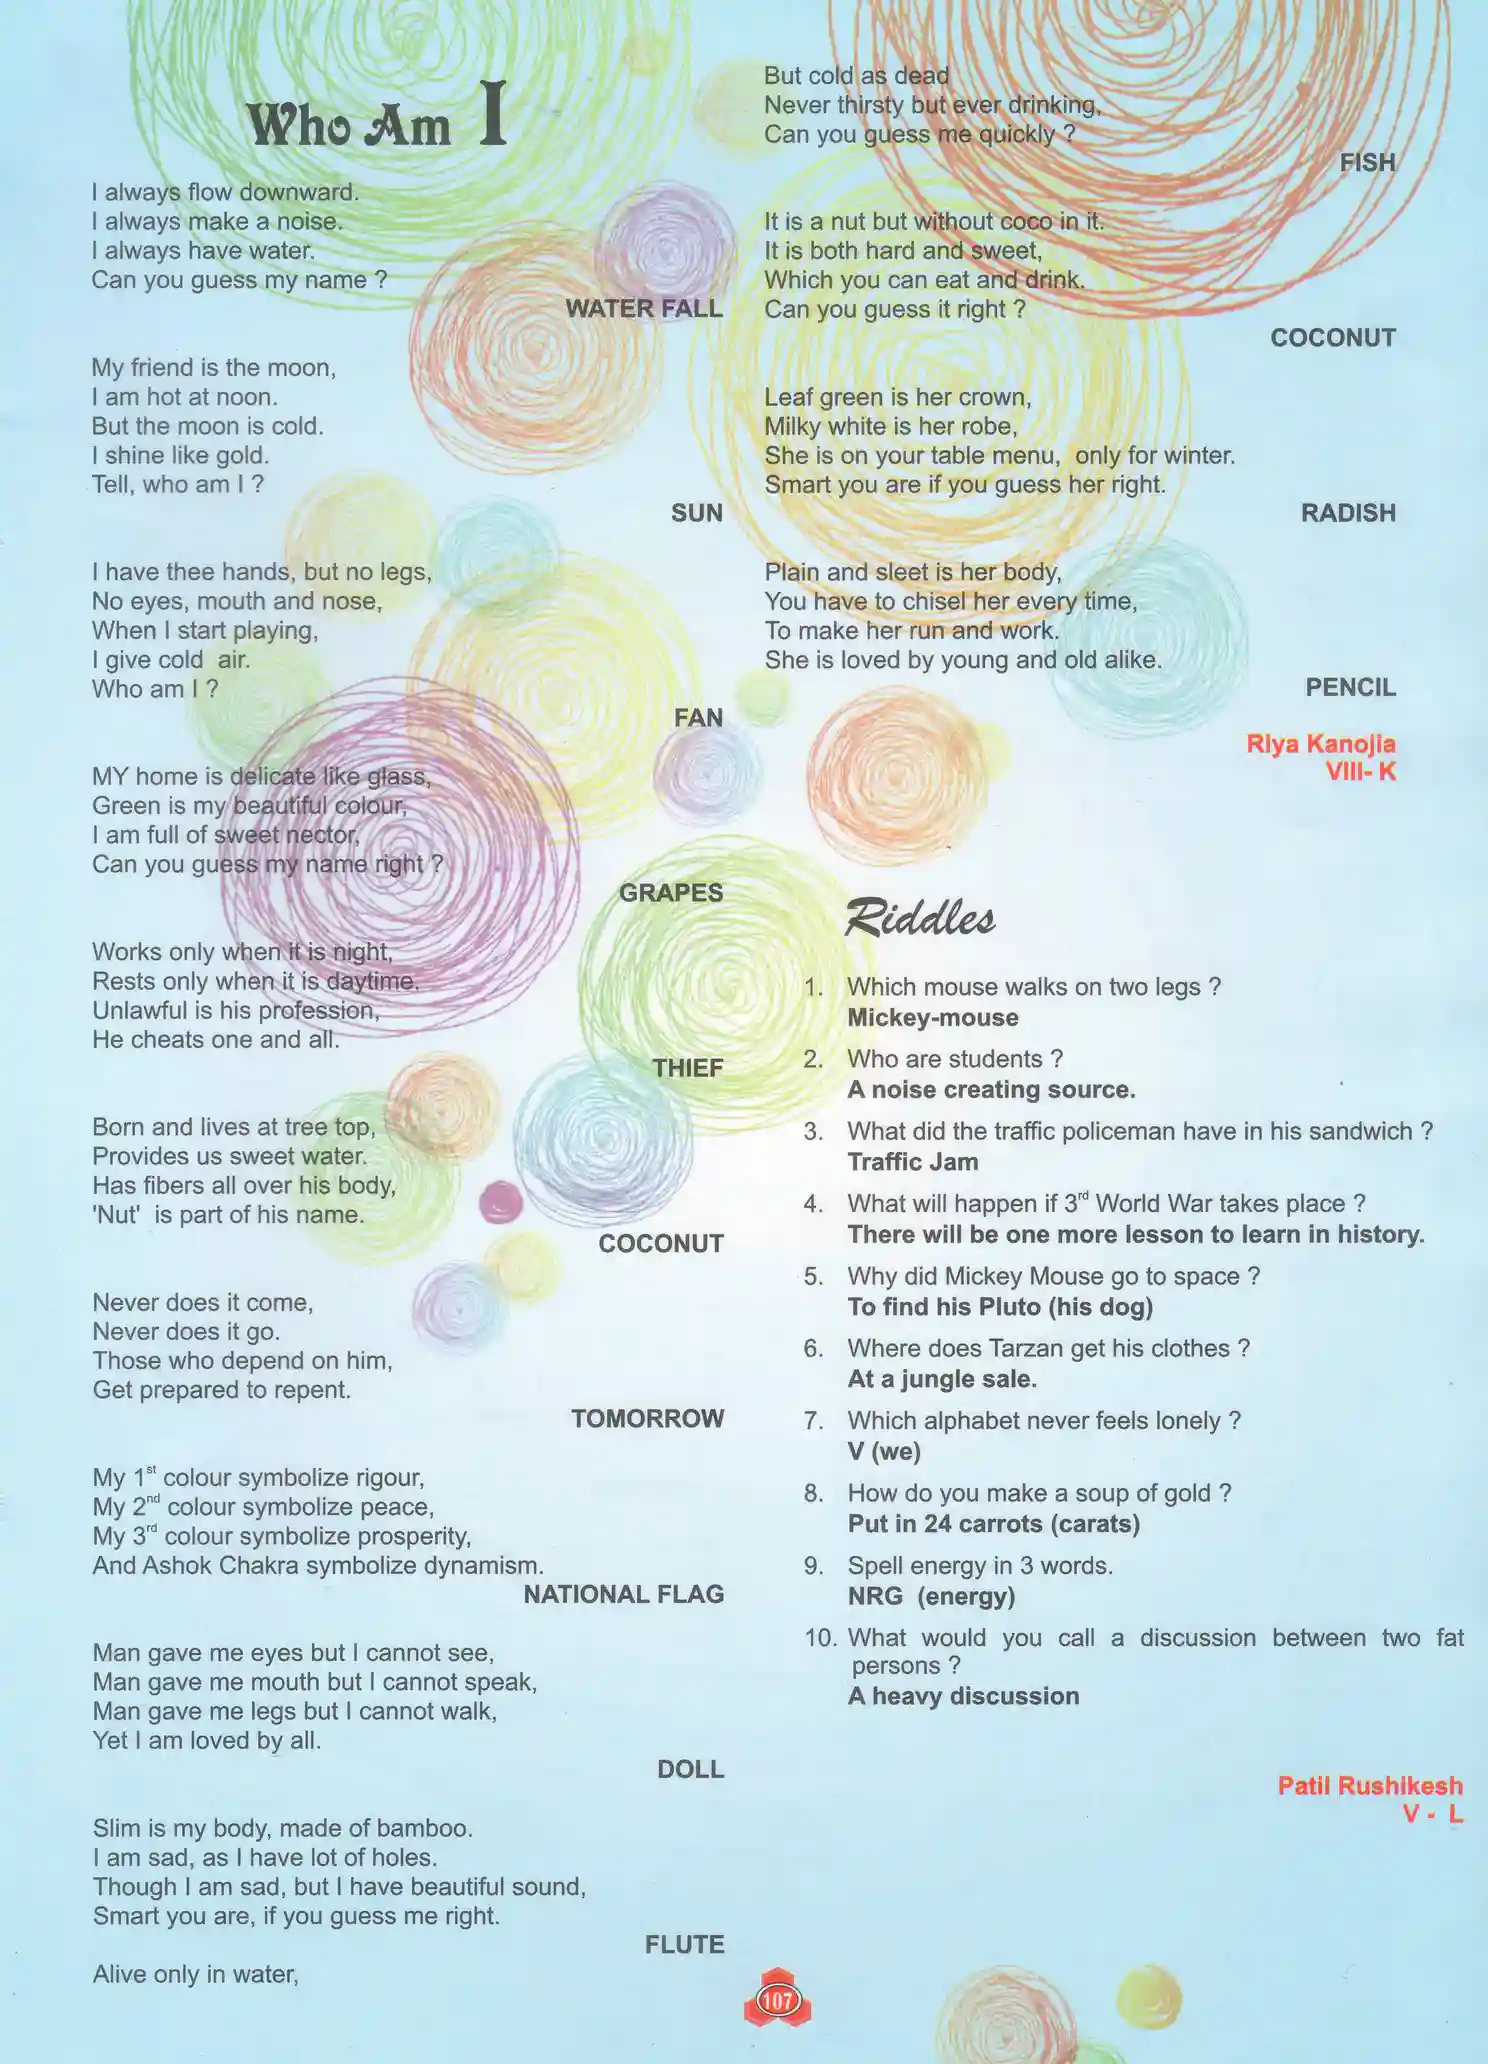 Who Am I
I always flow downward.
I always make a noise.
I always have water.
Can you guess my name ?
WATER FALL
My friend is the moon,
I am hot at noon.
But the moon is cold.
I shine like gold.
Tell, who am I ?
SUN
I have thee hands, but no legs,
No eyes, mouth and nose,
When I start playing,
I give cold air.
Who am I ?
FAN
MY home is delicate like glass,
Green is my beautiful colour,
I am full of sweet nector,
Can you guess my name right ?
GRAPES
Works only when it is night,
Rests only when it is daytime.
Unlawful is his profession,
He cheats one and all.
THIEF
Born and lives at tree top,
Provides us sweet water.
Has fibers all over his body,
'Nut' is part of his name.
COCONUT
Never does it come,
Never does it go.
Those who depend on him,
Get prepared to repent.
TOMORROW
My 1st colour symbolize rigour,
My 2nd colour symbolize peace,
My 3rd colour symbolize prosperity,
And Ashok Chakra symbolize dynamism.
NATIONAL FLAG
Man gave me eyes but I cannot see,
Man gave me mouth but I cannot speak,
Man gave me legs but I cannot walk,
Yet I am loved by all.
DOLL
Slim is my body, made of bamboo.
I am sad, as I have lot of holes.
Though I am sad, but I have beautiful sound,
Smart you are, if you guess me right.
FLUTE
Alive only in water,
But cold as dead
Never thirsty but ever drinking,
Can you guess me quickly ?
FISH
It is a nut but without coco in it.
It is both hard and sweet,
Which you can eat and drink.
Can you guess it right ?
COCONUT
Leaf green is her crown,
Milky white is her robe,
She is on your table menu, only for winter.
Smart you are if you guess her right.
RADISH
Plain and sleet is her body,
You have to chisel her every time,
To make her run and work.
She is loved by young and old alike.
PENCIL
Riya Kanojia
VIII- K
Riddles
1. Which mouse walks on two legs ?
Mickey-mouse
2. Who are students ?
A noise creating source.
3. What did the traffic policeman have in his sandwich ?
Traffic Jam
4. What will happen if 3rd World War takes place ?
There will be one more lesson to learn in history.
5. Why did Mickey Mouse go to space ?
To find his Pluto (his dog)
6. Where does Tarzan get his clothes ?
At a jungle sale.
7. Which alphabet never feels lonely ?
V (we)
8. How do you make a soup of gold ?
Put in 24 carrots (carats)
9. Spell energy in 3 words.
NRG (energy)
10. What would you call a discussion between two fat
persons ?
A heavy discussion
Patil Rushikesh
V - L
107